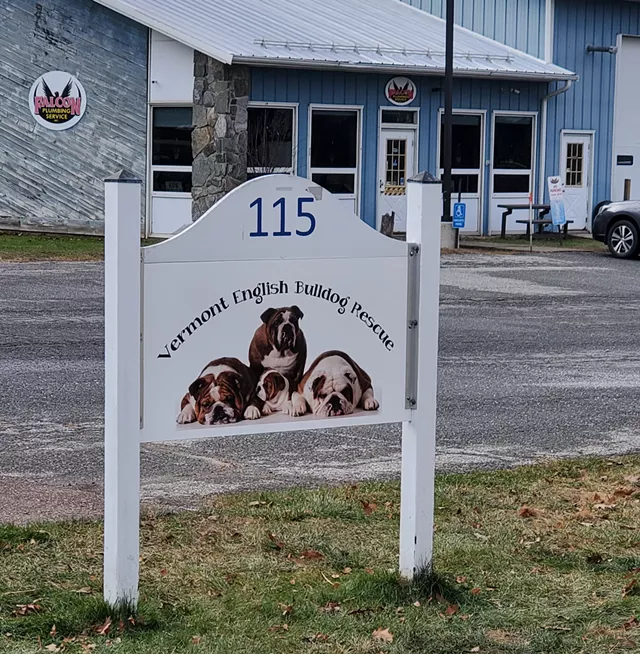 FALCON
PLUMBING
SERVICE
115
Vermont English Bulldog Rescue